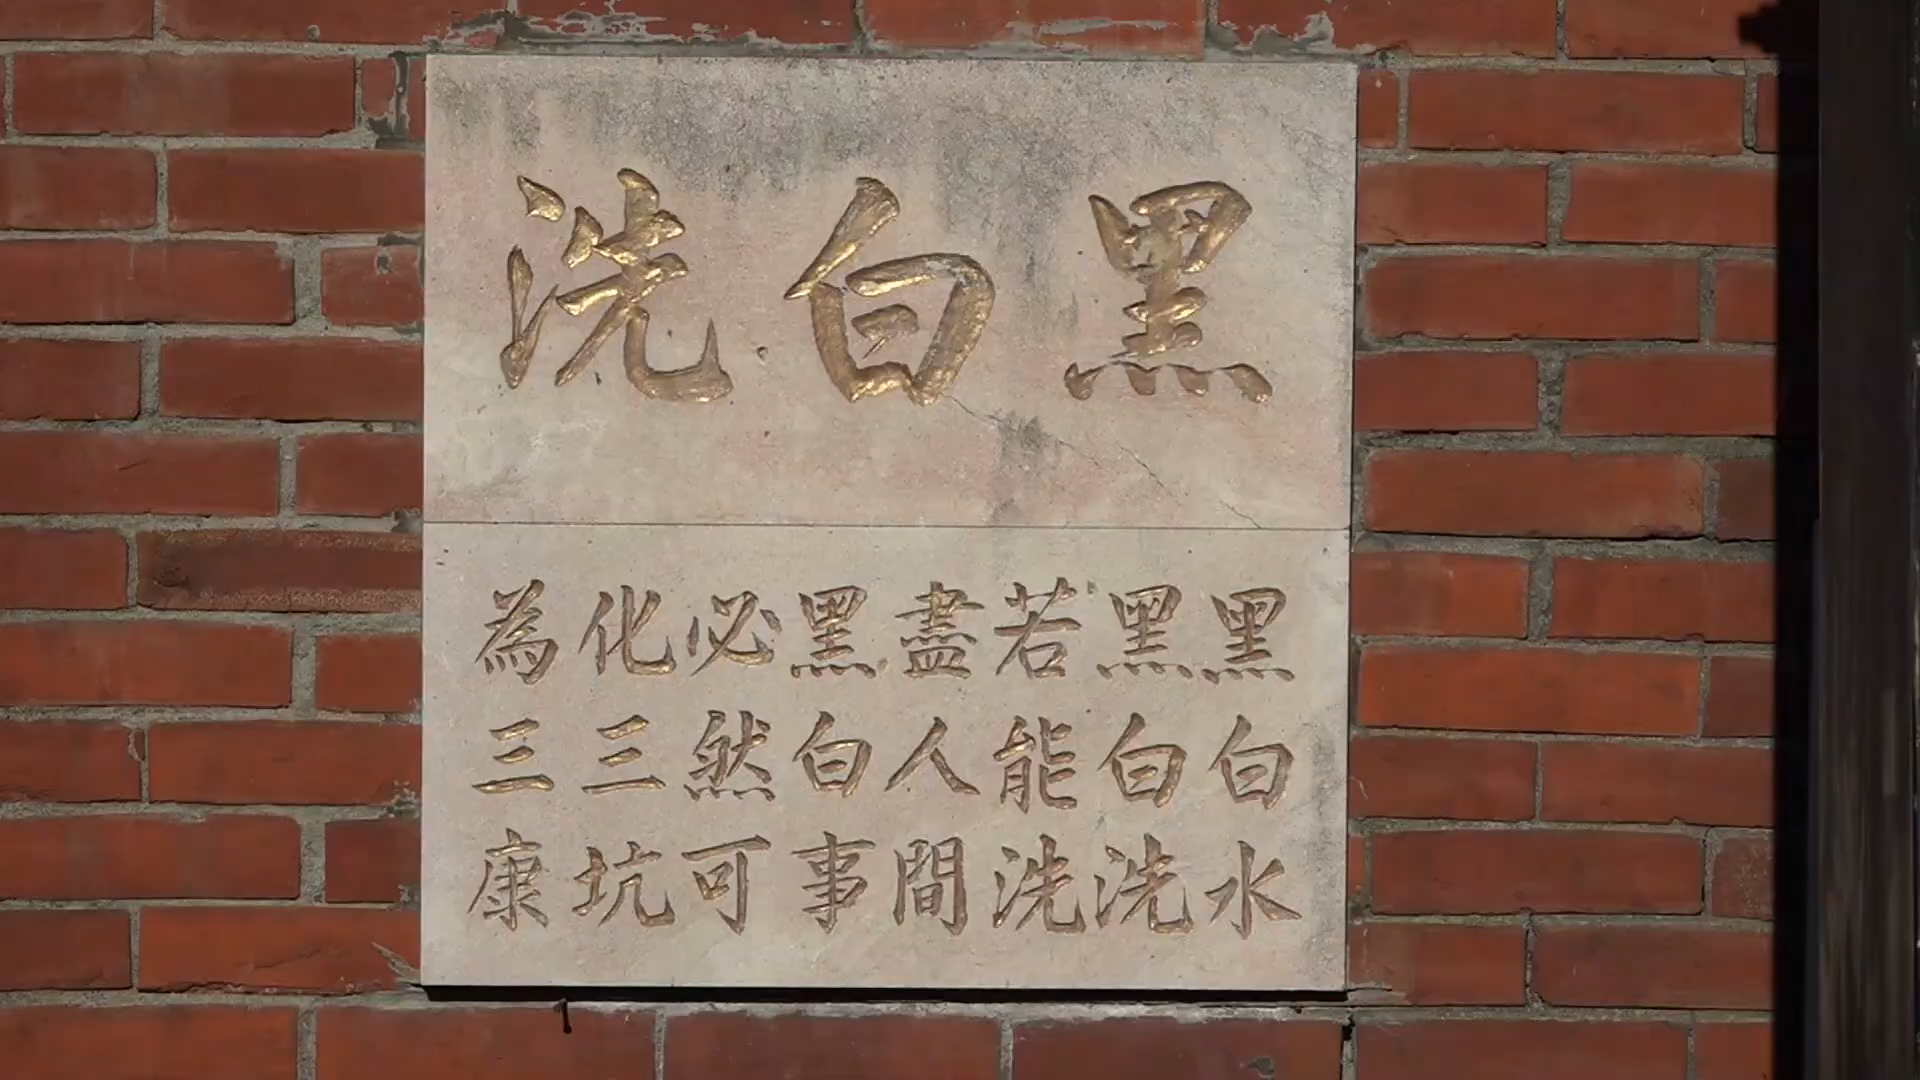 黑白洗
黑白水
黑白洗
若能洗
盡人間
黑白事
必然可
化三坑
為三康